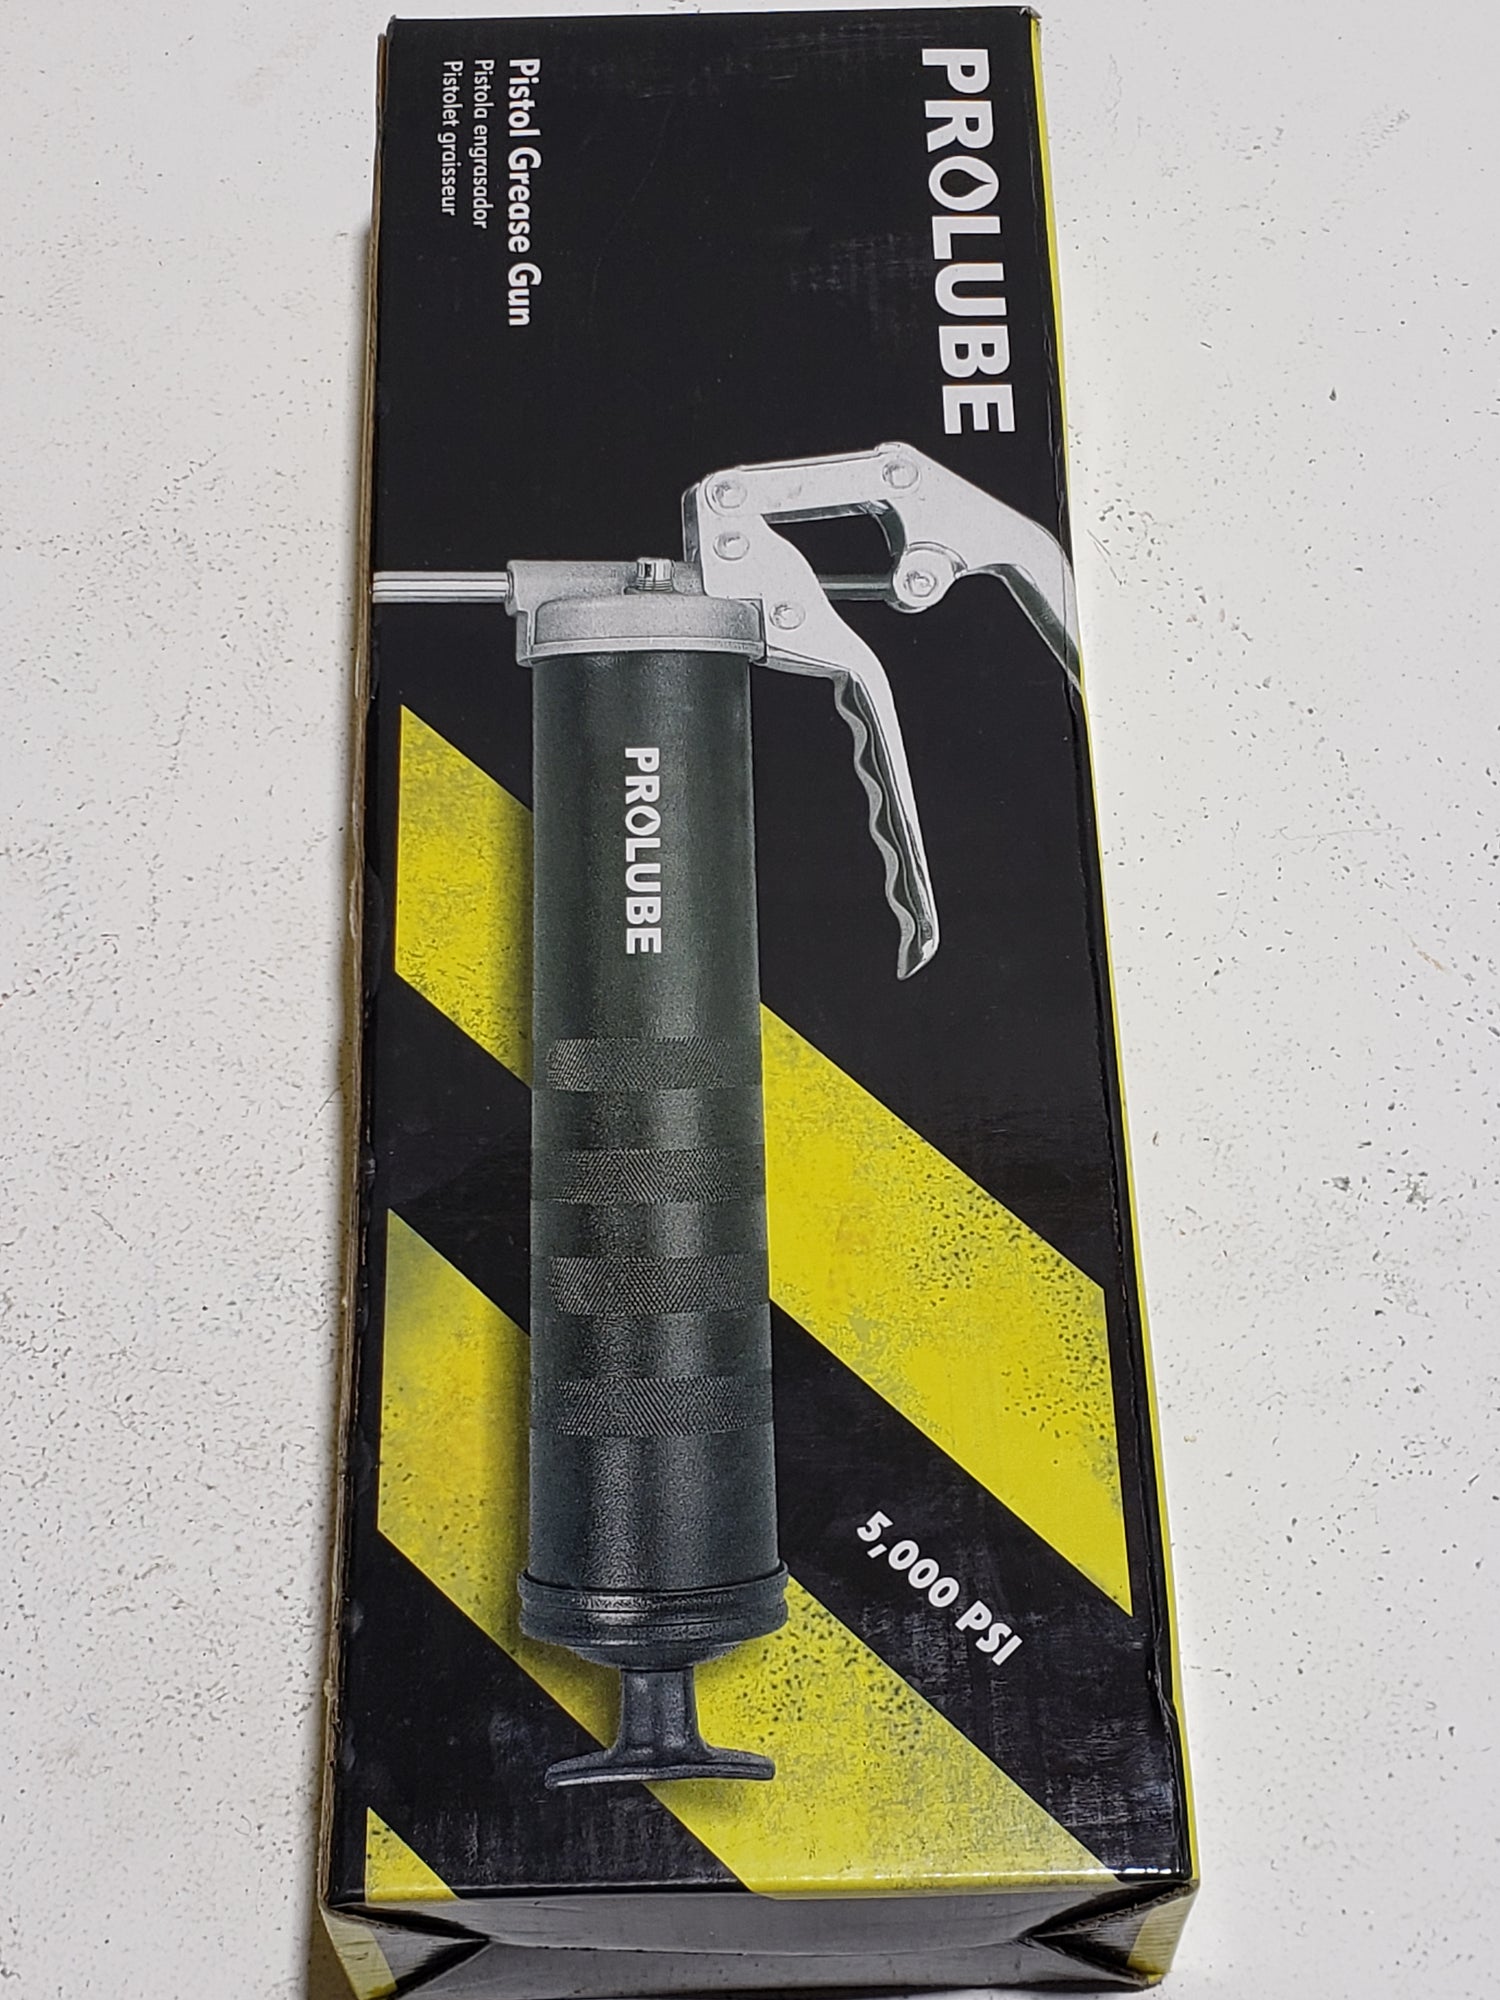 PROLUBE
Pistol Grease Gun
Pistola engrasador
Pistolet graisseur
PROLUBE
5,000 PSI